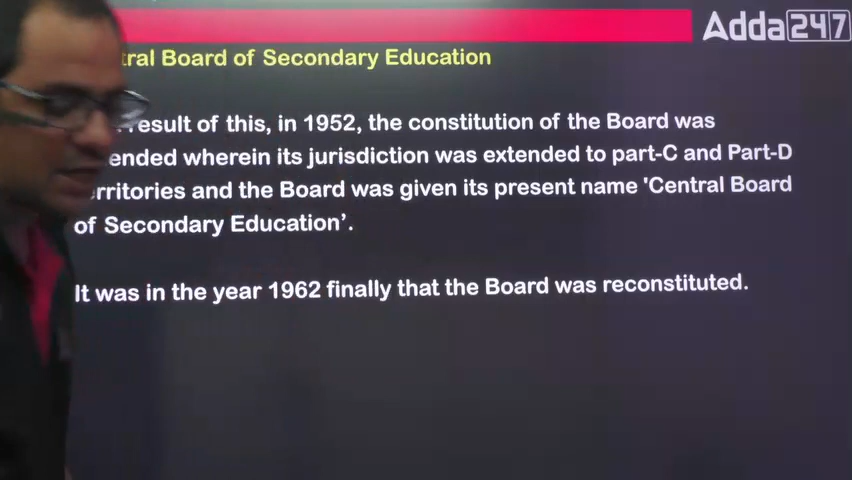 Adda247
tral Board of Secondary Education
result of this, in 1952, the constitution of the Board was
ended wherein its jurisdiction was extended to part-C and Part-D
rritories and the Board was given its present name 'Central Board
of Secondary Education’.
It was in the year 1962 finally that the Board was reconstituted.